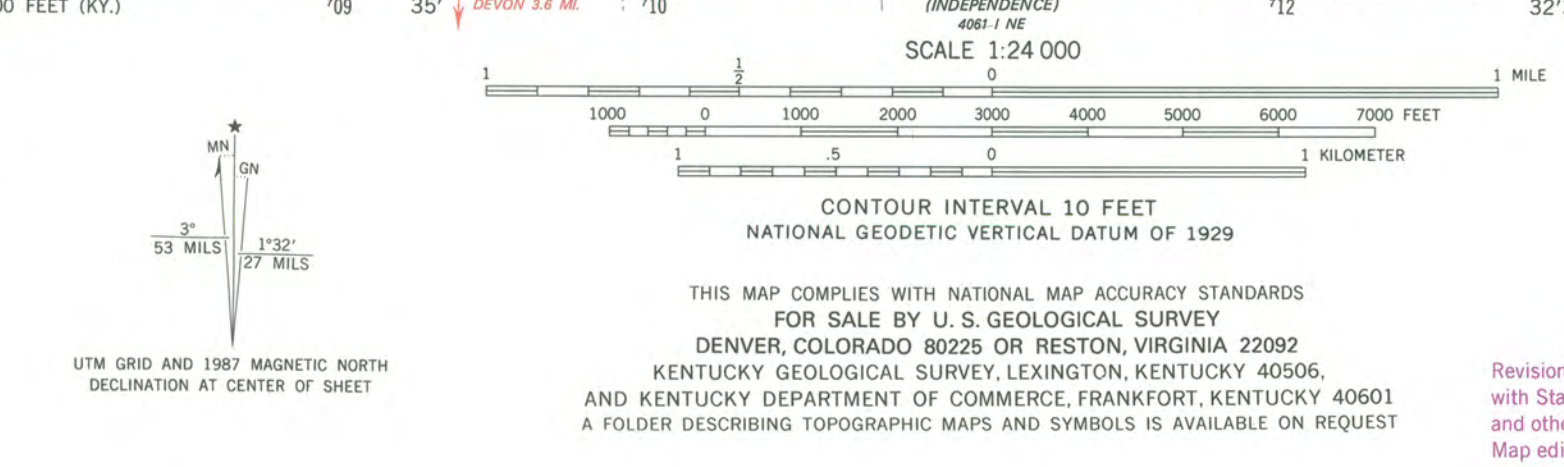 00 FEET (KY.) ⁷09 35′ DEVON 3.6 MI. ⁷10 (INDEPENDENCE) ⁷12 32′
4061-I NE
SCALE 1:24 000
1 1/2 0 1 MILE
1000 0 1000 2000 3000 4000 5000 6000 7000 FEET
1 .5 0 1 KILOMETER
★
MN
GN
3°
53 MILS
1°32′
27 MILS
UTM GRID AND 1987 MAGNETIC NORTH
DECLINATION AT CENTER OF SHEET
CONTOUR INTERVAL 10 FEET
NATIONAL GEODETIC VERTICAL DATUM OF 1929
THIS MAP COMPLIES WITH NATIONAL MAP ACCURACY STANDARDS
FOR SALE BY U. S. GEOLOGICAL SURVEY
DENVER, COLORADO 80225 OR RESTON, VIRGINIA 22092
KENTUCKY GEOLOGICAL SURVEY, LEXINGTON, KENTUCKY 40506,
AND KENTUCKY DEPARTMENT OF COMMERCE, FRANKFORT, KENTUCKY 40601
A FOLDER DESCRIBING TOPOGRAPHIC MAPS AND SYMBOLS IS AVAILABLE ON REQUEST
Revision
with Sta
and othe
Map edi